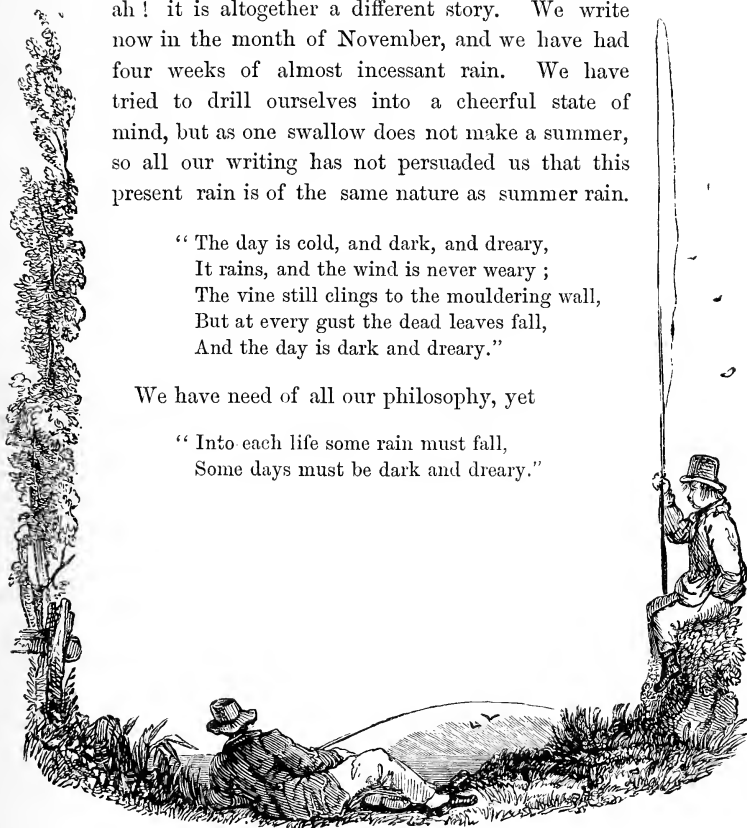 ah ! it is altogether a different story. We write
now in the month of November, and we have had
four weeks of almost incessant rain. We have
tried to drill ourselves into a cheerful state of
mind, but as one swallow does not make a summer,
so all our writing has not persuaded us that this
present rain is of the same nature as summer rain.
“ The day is cold, and dark, and dreary,
It rains, and the wind is never weary ;
The vine still clings to the mouldering wall,
But at every gust the dead leaves fall,
And the day is dark and dreary.”
We have need of all our philosophy, yet
“ Into each life some rain must fall,
Some days must be dark and dreary.”